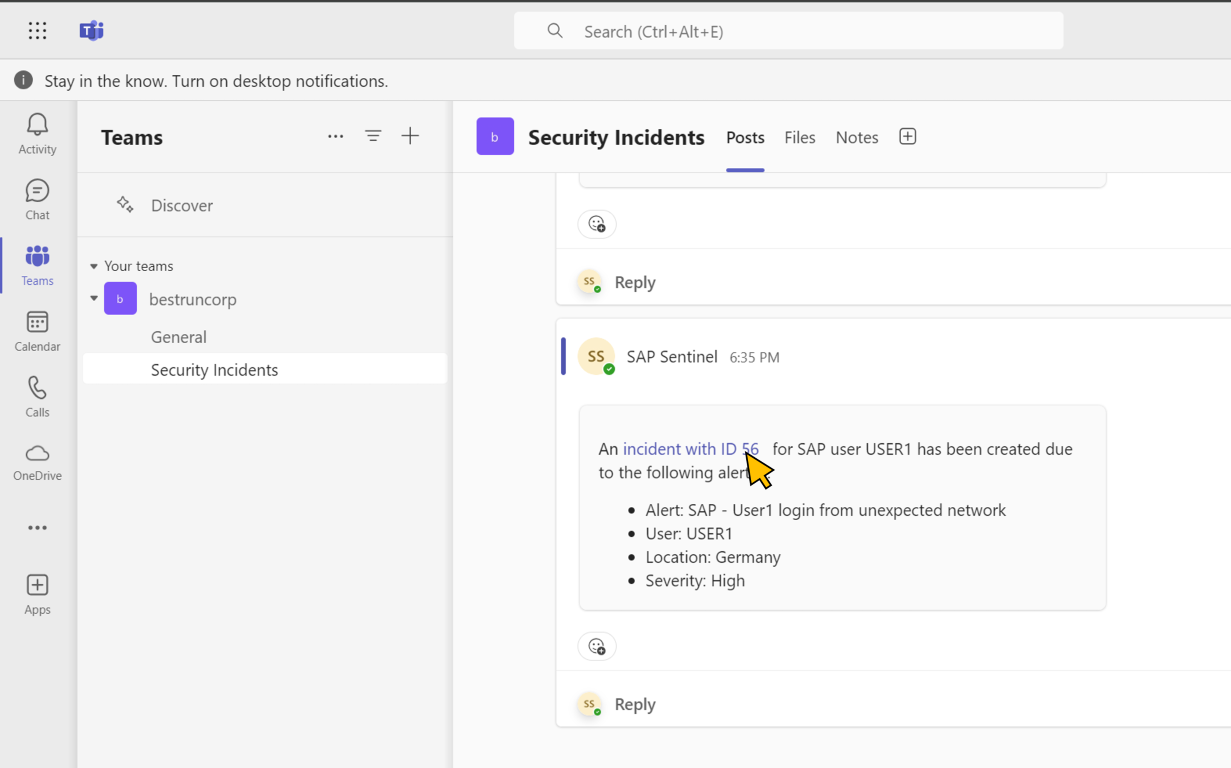 Search (Ctrl+Alt+E)
Stay in the know. Turn on desktop notifications.
Activity
Chat
Teams
Calendar
Calls
OneDrive
Apps
Teams
Discover
Your teams
b
bestruncorp
General
Security Incidents
b
Security Incidents
Posts
Files
Notes
SS
Reply
SS
SAP Sentinel
6:35 PM
An incident with ID 56 for SAP user USER1 has been created due
to the following alert
Alert: SAP - User1 login from unexpected network
User: USER1
Location: Germany
Severity: High
SS
Reply